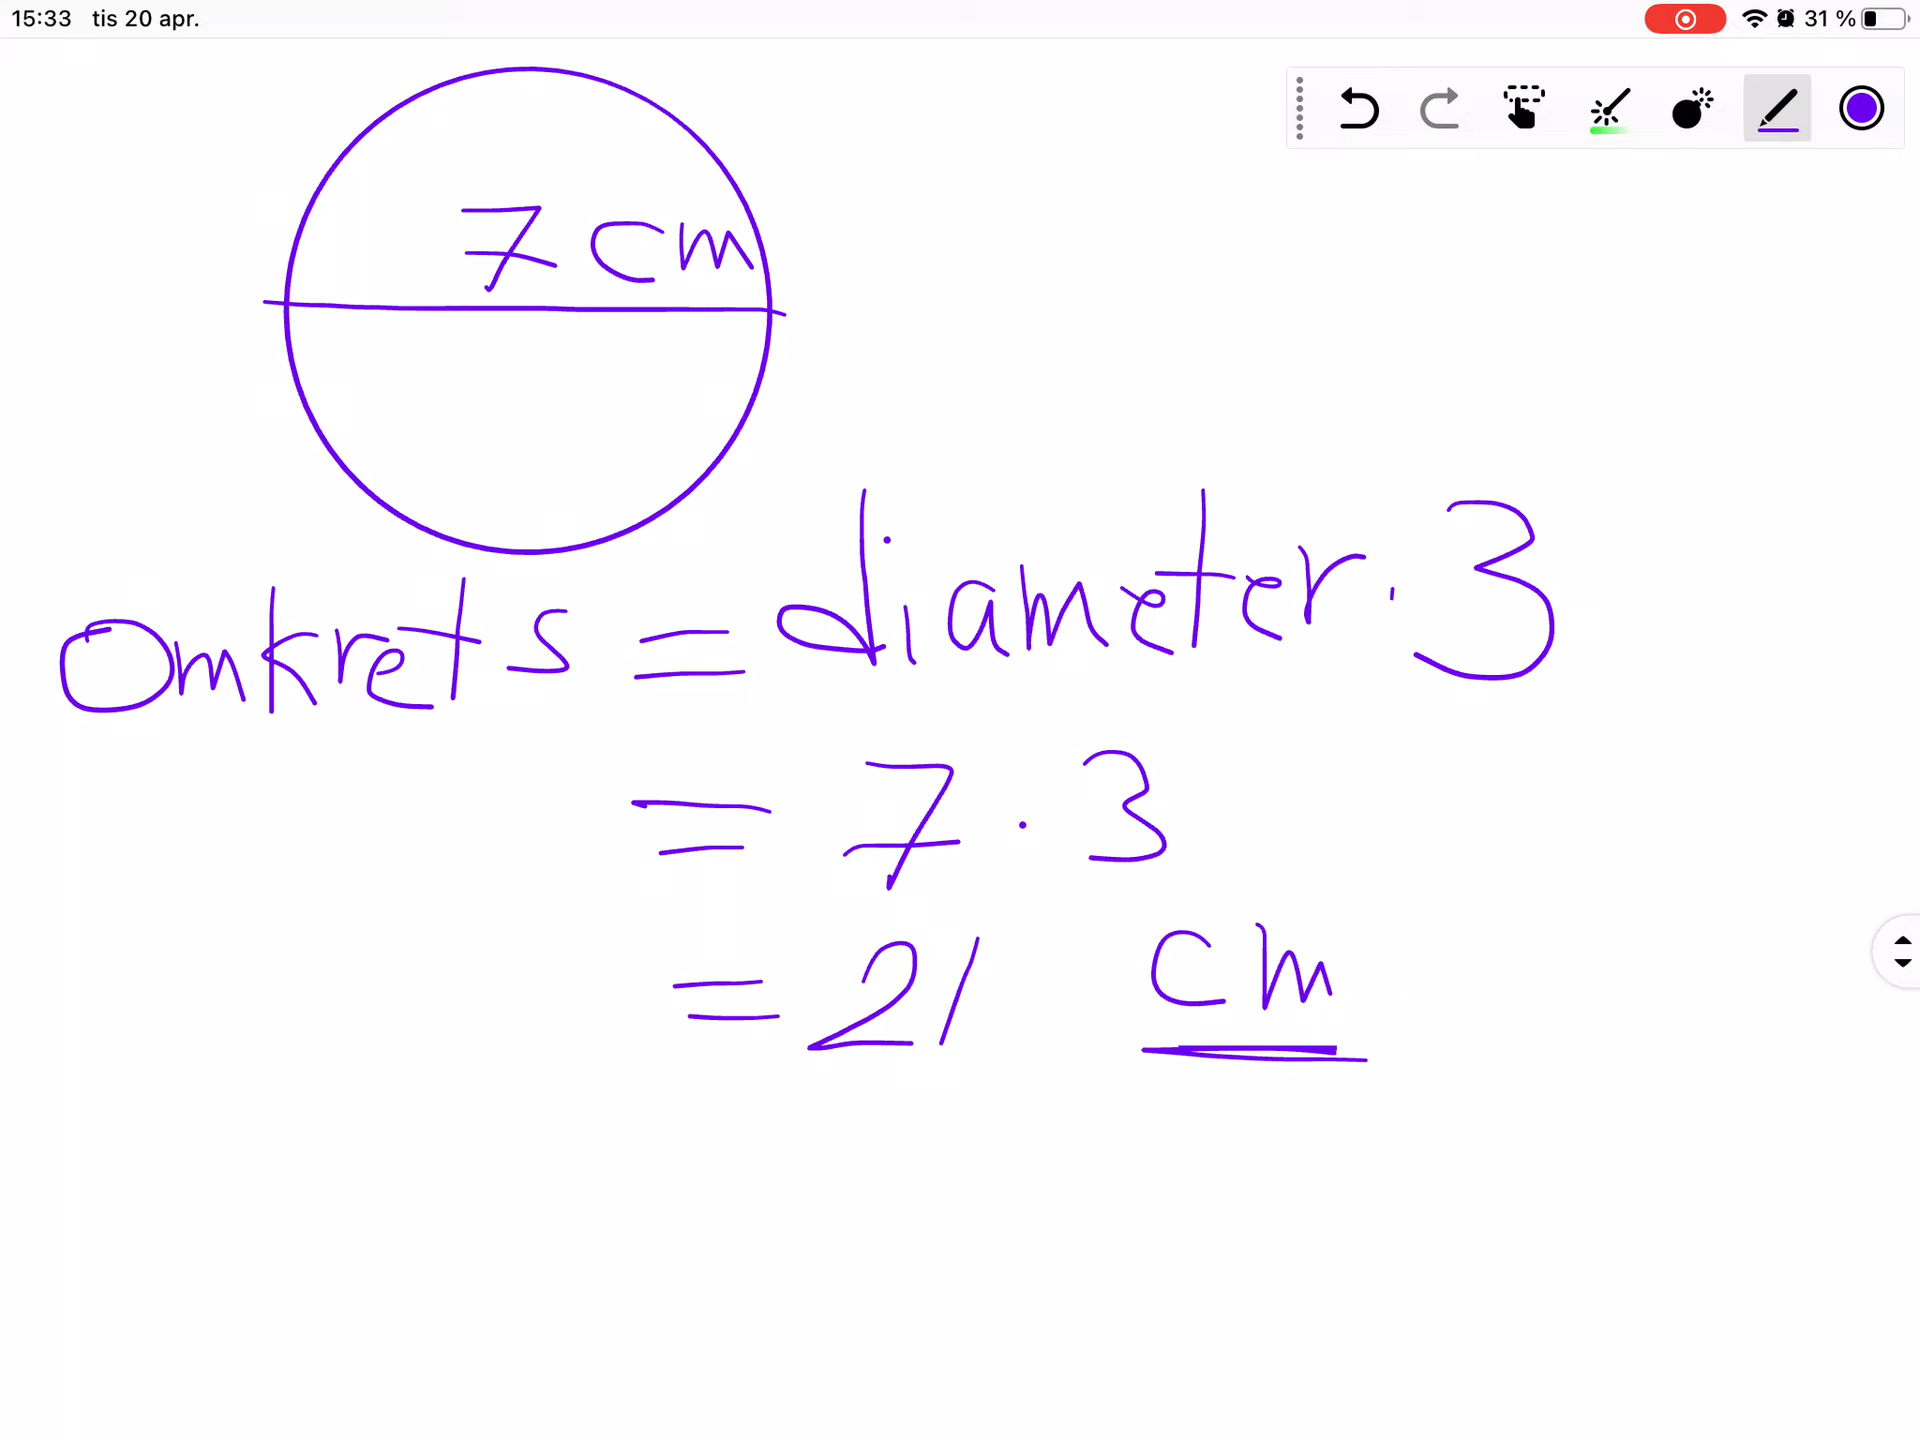 15:33 tis 20 apr. 31 %
7 cm
Omkrets = diameter · 3
= 7 · 3
= 21 cm